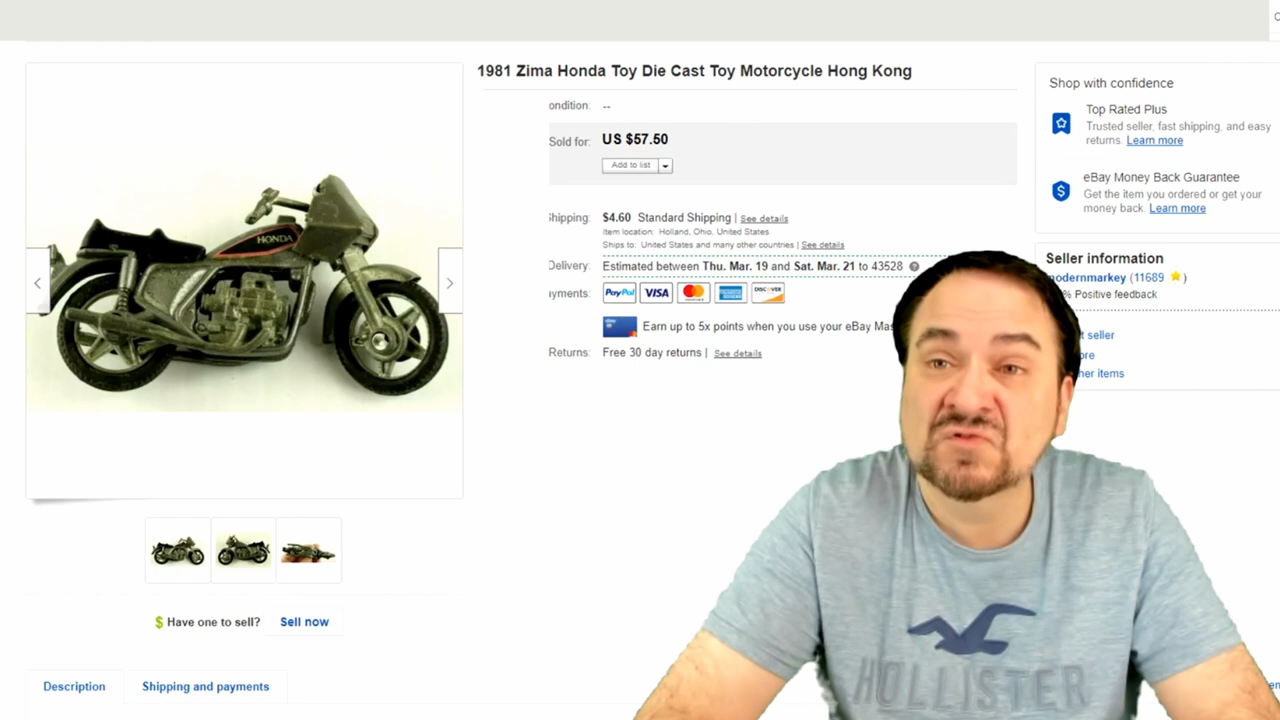 1981 Zima Honda Toy Die Cast Toy Motorcycle Hong Kong
ondition: --
Sold for: US $57.50
Add to list
Shipping: $4.60 Standard Shipping | See details
Item location: Holland, Ohio, United States
Ships to: United States and many other countries | See details
Delivery: Estimated between Thu. Mar. 19 and Sat. Mar. 21 to 43528
ayments: PayPal VISA mastercard AMERICAN EXPRESS DISCOVER
Earn up to 5x points when you use your eBay Mas
Returns: Free 30 day returns | See details
Shop with confidence
Top Rated Plus
Trusted seller, fast shipping, and easy
returns. Learn more
eBay Money Back Guarantee
Get the item you ordered or get your
money back. Learn more
Seller information
modernmarkey (11689 )
% Positive feedback
t seller
ore
her items
HONDA
$ Have one to sell? Sell now
Description
Shipping and payments
HOLLISTER